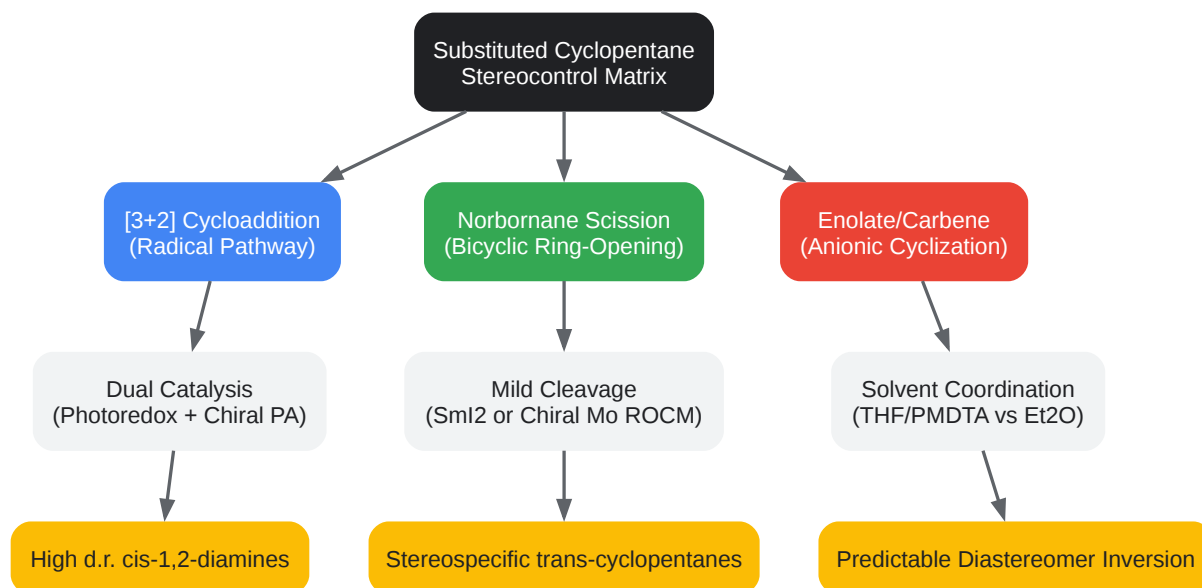 Substituted Cyclopentane
Stereocontrol Matrix
[3+2] Cycloaddition
(Radical Pathway)
Norbornane Scission
(Bicyclic Ring-Opening)
Enolate/Carbene
(Anionic Cyclization)
Dual Catalysis
(Photoredox + Chiral PA)
Mild Cleavage
(SmI2 or Chiral Mo ROCM)
Solvent Coordination
(THF/PMDTA vs Et2O)
High d.r. cis-1,2-diamines
Stereospecific trans-cyclopentanes
Predictable Diastereomer Inversion